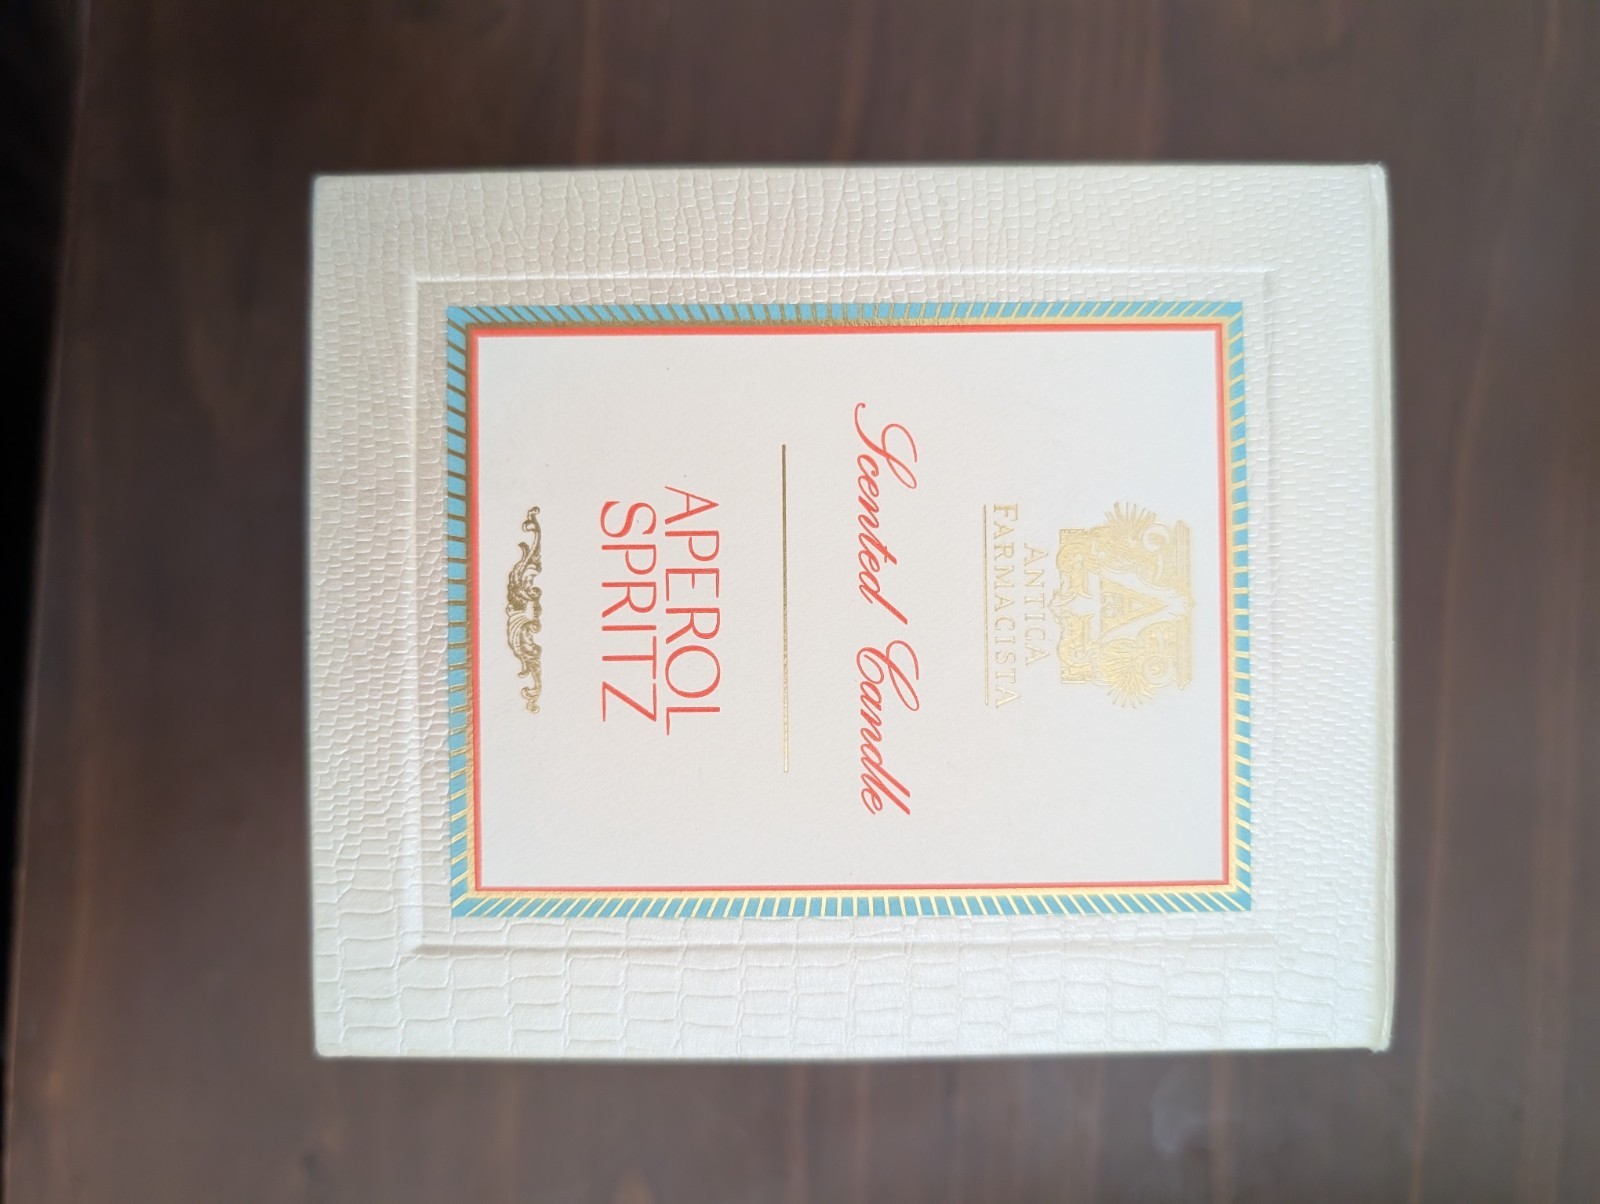 ANTICA
FARMACISTA
Scented Candle
APEROL
SPRITZ